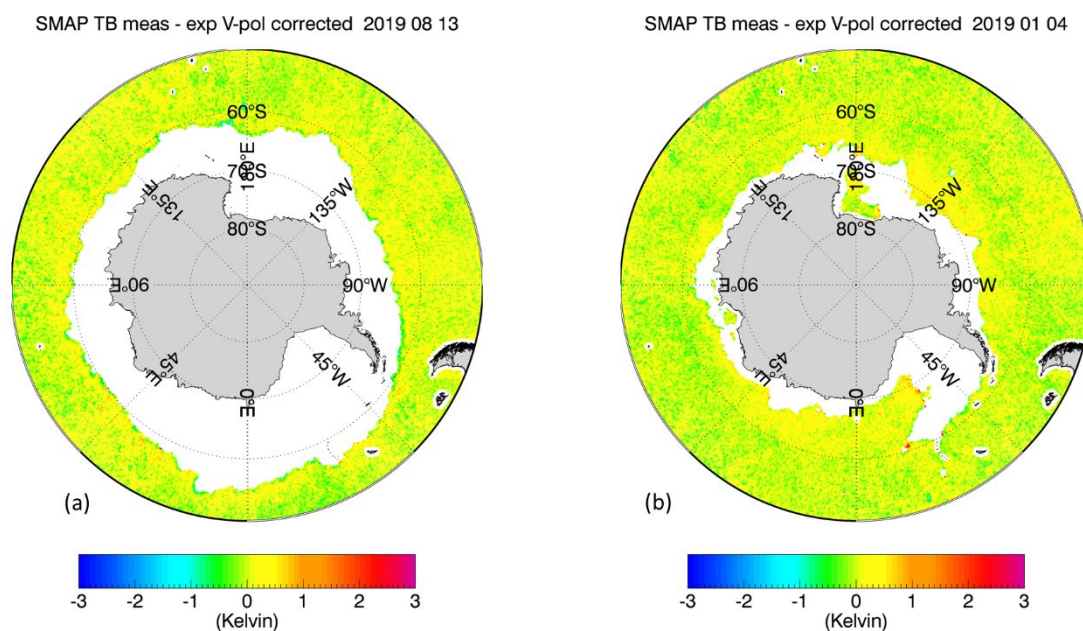 SMAP TB meas - exp V-pol corrected 2019 08 13
60°S
70°S
180°E
135°E
135°W
80°S
90°E
90°W
45°E
45°W
0°E
(a)
-3 -2 -1 0 1 2 3
(Kelvin)
SMAP TB meas - exp V-pol corrected 2019 01 04
60°S
70°S
180°E
135°E
135°W
80°S
90°E
90°W
45°E
45°W
0°E
(b)
-3 -2 -1 0 1 2 3
(Kelvin)